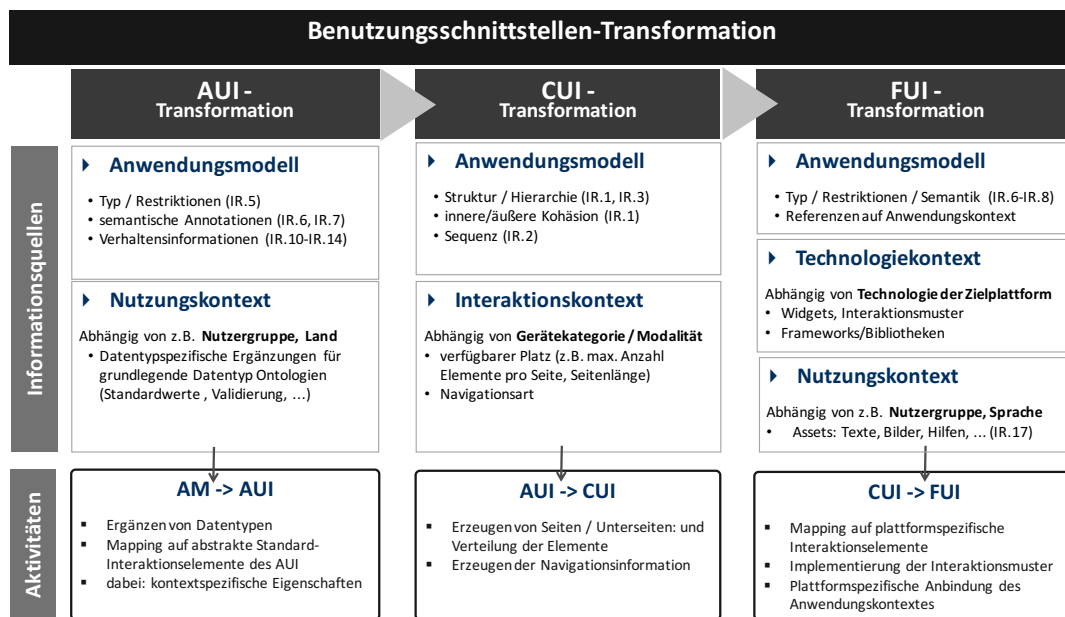 Benutzungsschnittstellen-Transformation
AUI -
Transformation
CUI -
Transformation
FUI -
Transformation
Informationsquellen
Anwendungsmodell
• Typ / Restriktionen (IR.5)
• semantische Annotationen (IR.6, IR.7)
• Verhaltensinformationen (IR.10-IR.14)
Nutzungskontext
Abhängig von z.B. Nutzergruppe, Land
• Datentypspezifische Ergänzungen für
grundlegende Datentyp Ontologien
(Standardwerte , Validierung, ...)
Anwendungsmodell
• Struktur / Hierarchie (IR.1, IR.3)
• innere/äußere Kohäsion (IR.1)
• Sequenz (IR.2)
Interaktionskontext
Abhängig von Gerätekategorie / Modalität
• verfügbarer Platz (z.B. max. Anzahl
Elemente pro Seite, Seitenlänge)
• Navigationsart
Anwendungsmodell
• Typ / Restriktionen / Semantik (IR.6-IR.8)
• Referenzen auf Anwendungskontext
Technologiekontext
Abhängig von Technologie der Zielplattform
• Widgets, Interaktionsmuster
• Frameworks/Bibliotheken
Nutzungskontext
Abhängig von z.B. Nutzergruppe, Sprache
• Assets: Texte, Bilder, Hilfen, ... (IR.17)
Aktivitäten
AM -> AUI
▪ Ergänzen von Datentypen
▪ Mapping auf abstrakte Standard-
Interaktionselemente des AUI
▪ dabei: kontextspezifische Eigenschaften
AUI -> CUI
▪ Erzeugen von Seiten / Unterseiten: und
Verteilung der Elemente
▪ Erzeugen der Navigationsinformation
CUI -> FUI
▪ Mapping auf plattformspezifische
Interaktionselemente
▪ Implementierung der Interaktionsmuster
▪ Plattformspezifische Anbindung des
Anwendungskontextes